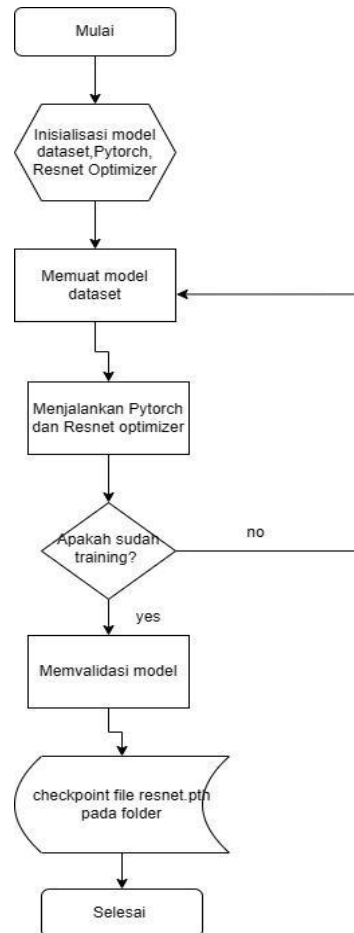 Mulai
Inisialisasi model
dataset,Pytorch,
Resnet Optimizer
Memuat model
dataset
Menjalankan Pytorch
dan Resnet optimizer
Apakah sudah
training?
no
yes
Memvalidasi model
checkpoint file resnet.pth
pada folder
Selesai